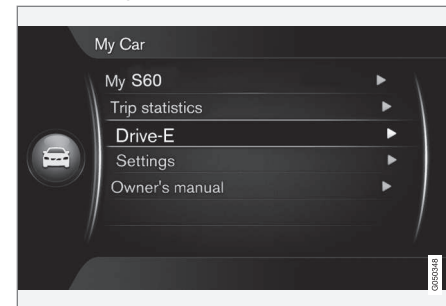 My Car
My S60
Trip statistics
Drive-E
Settings
Owner's manual
G050348